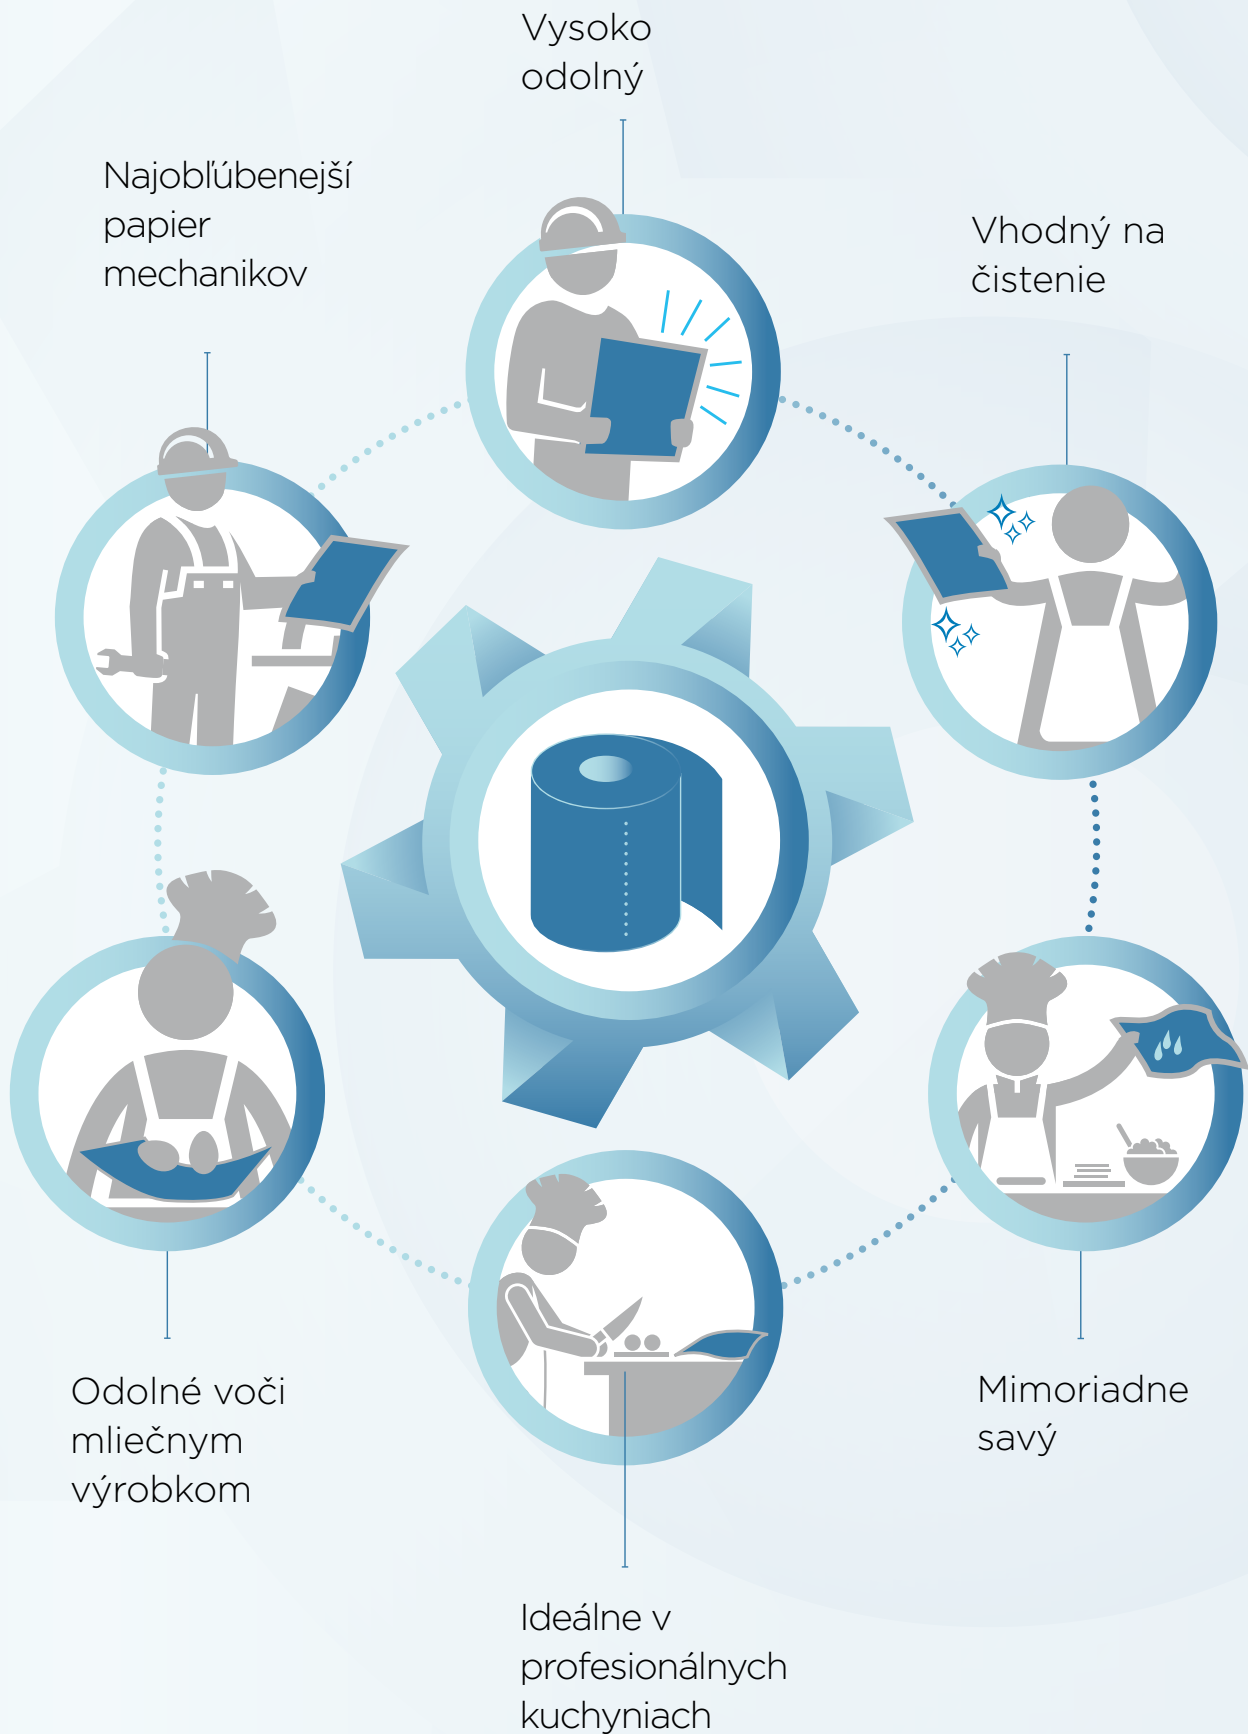 Vysoko
odolný
Najobľúbenejší
papier
mechanikov
Vhodný na
čistenie
Odolné voči
mliečnym
výrobkom
Mimoriadne
savý
Ideálne v
profesionálnych
kuchyniach